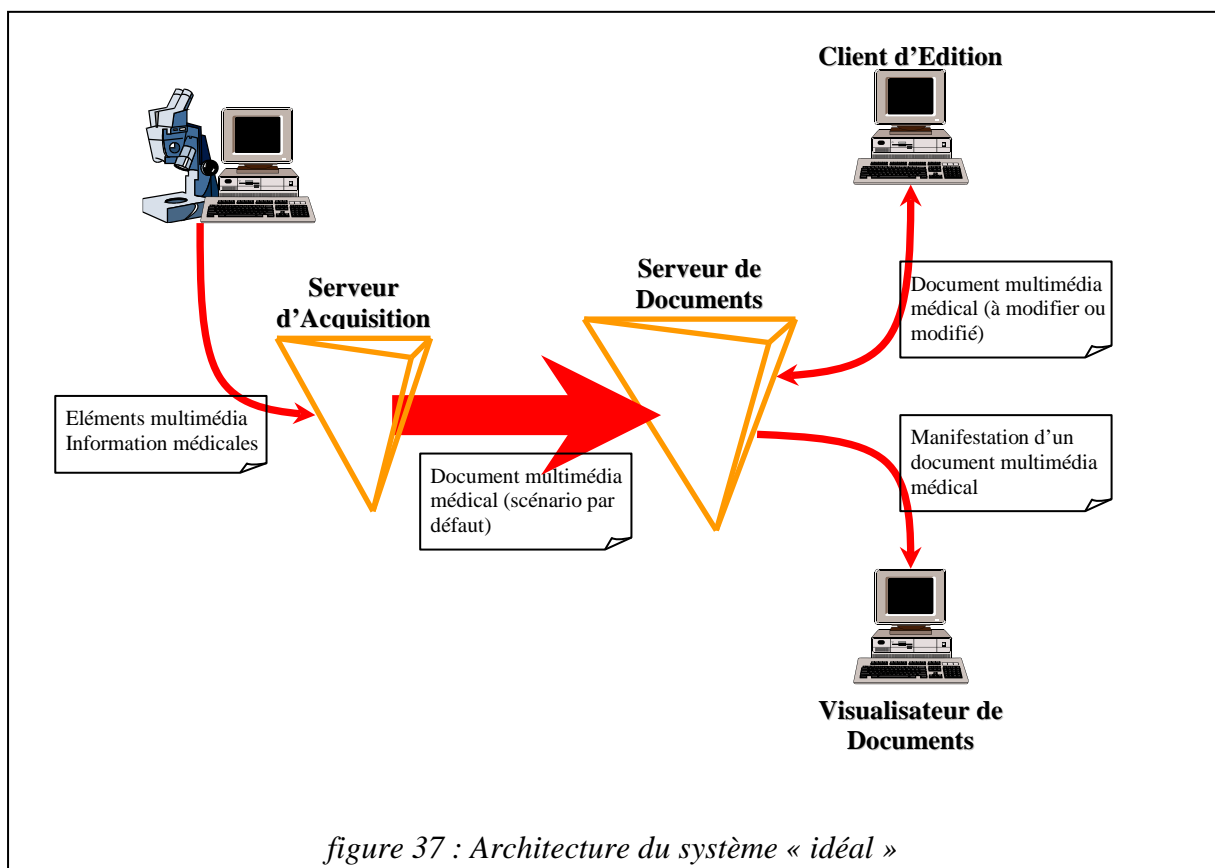 Client d'Edition
Serveur
d'Acquisition
Serveur de
Documents
Document multimédia
médical (à modifier ou
modifié)
Eléments multimédia
Information médicales
Document multimédia
médical (scénario par
défaut)
Manifestation d'un
document multimédia
médical
Visualisateur de
Documents
figure 37 : Architecture du système « idéal »